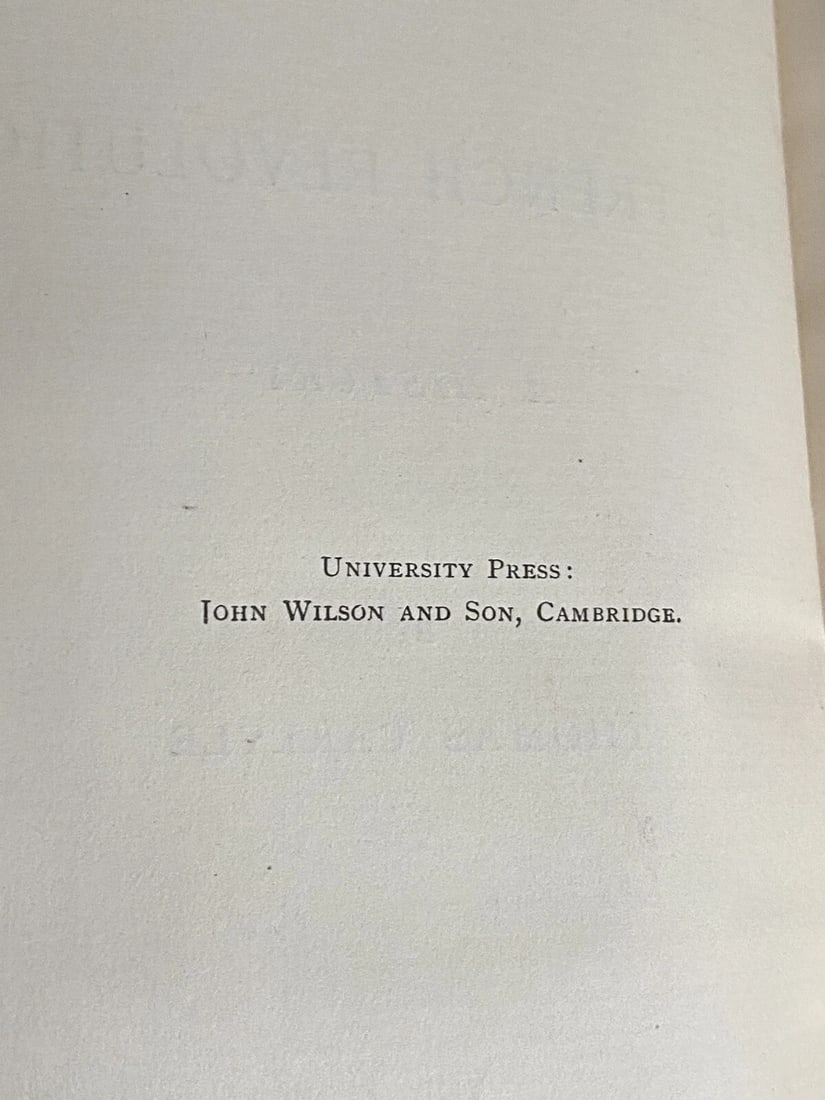 University Press:
John Wilson and Son, Cambridge.